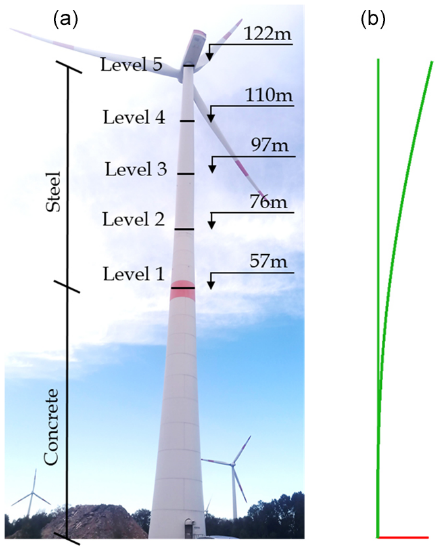 (a)
(b)
122m
Level 5
110m
Level 4
97m
Level 3
76m
Level 2
57m
Level 1
Steel
Concrete